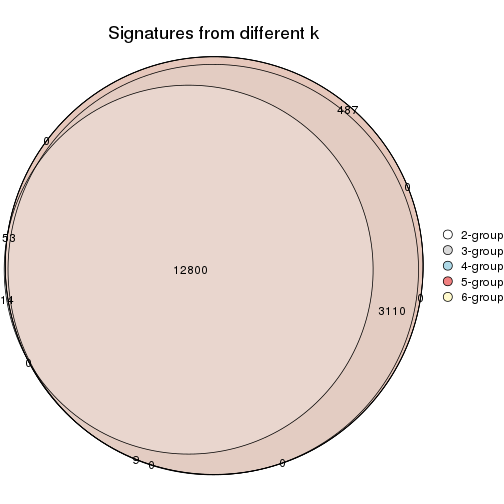 Signatures from different k
487
0
0
53
12800
14
0
3110
0
9
0
0
2-group
3-group
4-group
5-group
6-group